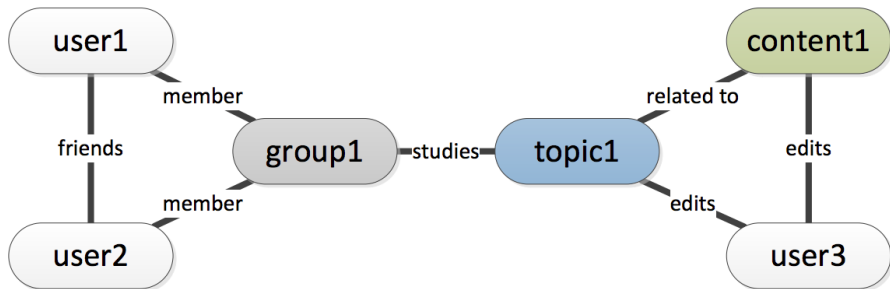 user1
content1
member
related to
friends
group1
studies
topic1
edits
member
edits
user2
user3